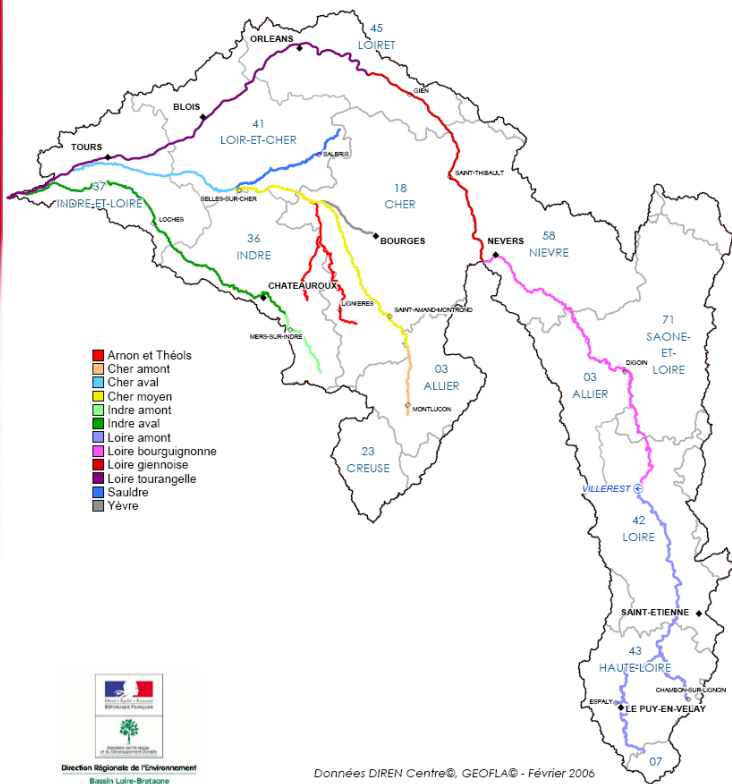 45
LOIRET
ORLEANS
GIEN
BLOIS
41
LOIR-ET-CHER
SALBRIS
TOURS
SAINT-THIBAULT
37
INDRE-ET-LOIRE
SELLES-SUR-CHER
18
CHER
LOCHES
36
INDRE
BOURGES
NEVERS
58
NIEVRE
CHATEAUROUX
LIGNIERES
SAINT-AMAND-MONTROND
MERS-SUR-INDRE
71
SAONE-
ET-
LOIRE
DIGOIN
03
ALLIER
03
ALLIER
MONTLUCON
23
CREUSE
Arnon et Théols
Cher amont
Cher aval
Cher moyen
Indre amont
Indre aval
Loire amont
Loire bourguignonne
Loire giennoise
Loire tourangelle
Sauldre
Yèvre
VILLEREST
42
LOIRE
SAINT-ETIENNE
43
HAUTE-LOIRE
CHAMBON-SUR-LIGNON
ESPALY
LE PUY-EN-VELAY
07
Liberté • Égalité • Fraternité
RÉPUBLIQUE FRANÇAISE
Direction Régionale de l'Environnement
Bassin Loire-Bretagne
Données DIREN Centre©, GEOFLA© - Février 2006